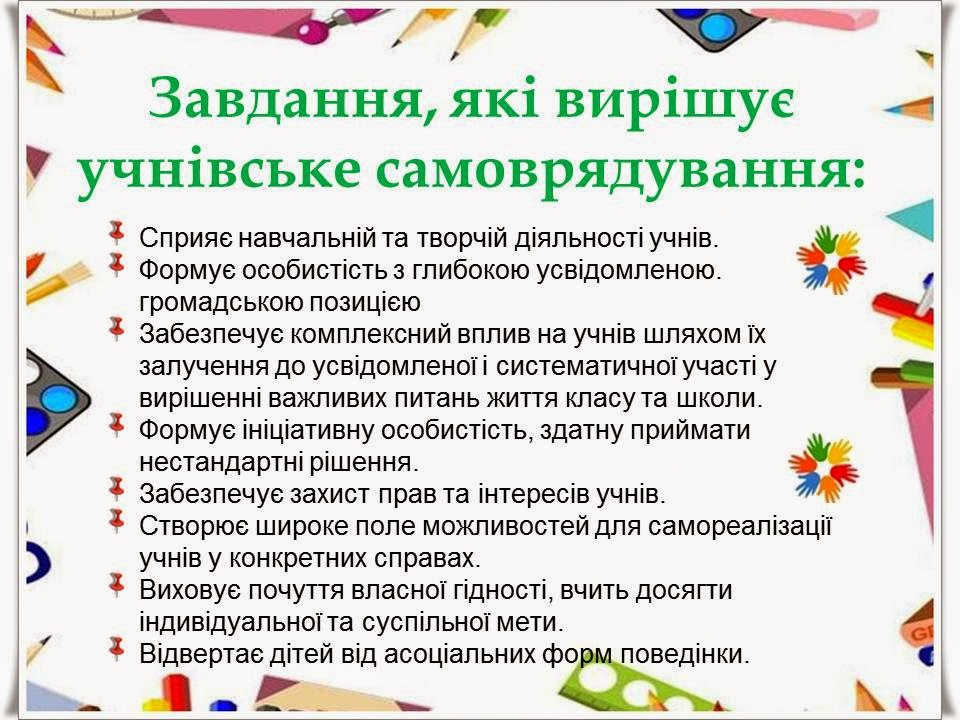 Завдання, які вирішує
учнівське самоврядування:
Сприяє навчальній та творчій діяльності учнів.
Формує особистість з глибокою усвідомленою.
громадською позицією
Забезпечує комплексний вплив на учнів шляхом їх
залучення до усвідомленої і систематичної участі у
вирішенні важливих питань життя класу та школи.
Формує ініціативну особистість, здатну приймати
нестандартні рішення.
Забезпечує захист прав та інтересів учнів.
Створює широке поле можливостей для самореалізації
учнів у конкретних справах.
Виховує почуття власної гідності, вчить досягти
індивідуальної та суспільної мети.
Відвертає дітей від асоціальних форм поведінки.